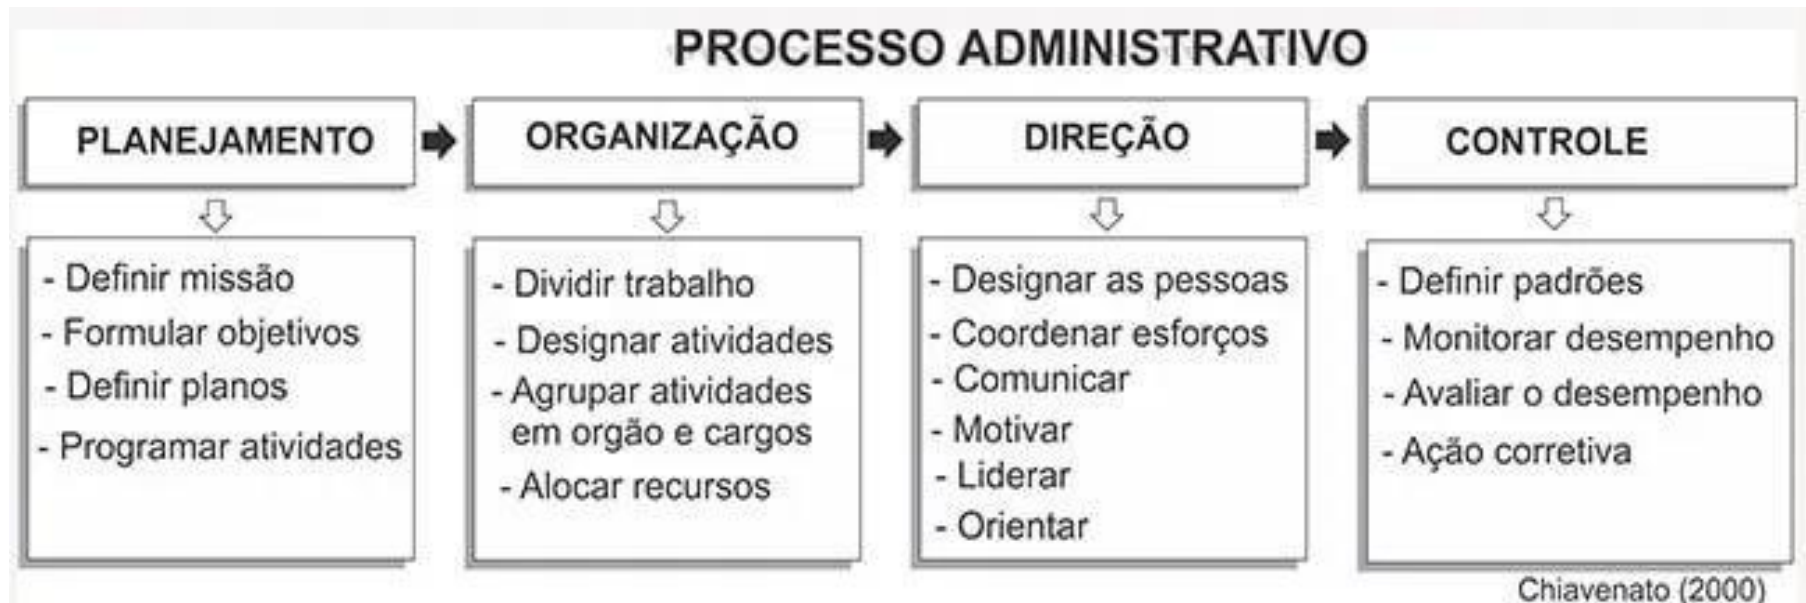 PROCESSO ADMINISTRATIVO
PLANEJAMENTO
- Definir missão
- Formular objetivos
- Definir planos
- Programar atividades
ORGANIZAÇÃO
- Dividir trabalho
- Designar atividades
- Agrupar atividades
em orgão e cargos
- Alocar recursos
DIREÇÃO
- Designar as pessoas
- Coordenar esforços
- Comunicar
- Motivar
- Liderar
- Orientar
CONTROLE
- Definir padrões
- Monitorar desempenho
- Avaliar o desempenho
- Ação corretiva
Chiavenato (2000)